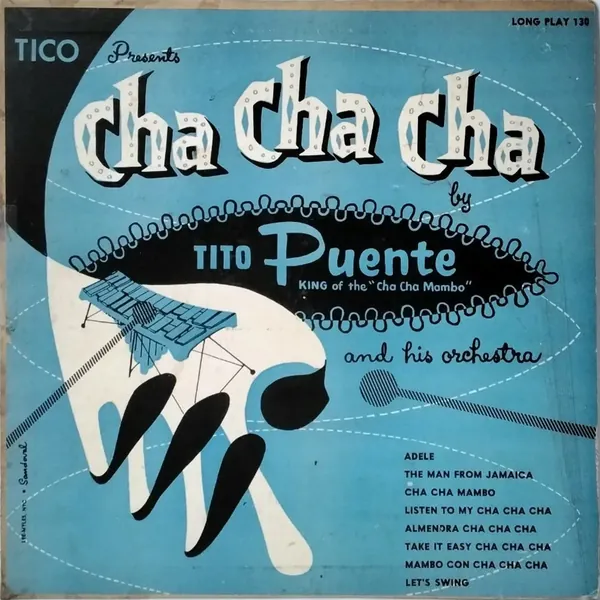 LONG PLAY 130
TICO Presents
Cha Cha Cha
by
TITO Puente
KING of the "Cha Cha Mambo"
and his orchestra
ADELE
THE MAN FROM JAMAICA
CHA CHA MAMBO
LISTEN TO MY CHA CHA CHA
ALMENDRA CHA CHA CHA
TAKE IT EASY CHA CHA CHA
MAMBO CON CHA CHA CHA
LET'S SWING
Sandoval